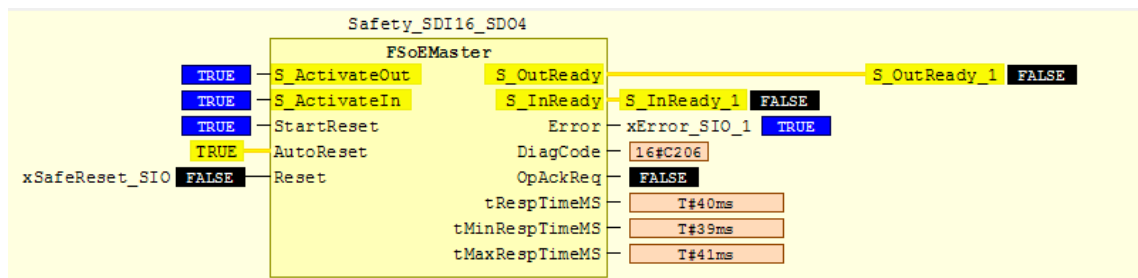 Safety_SDI16_SDO4
FSoEMaster
TRUE S_ActivateOut S_OutReady S_OutReady_1 FALSE
TRUE S_ActivateIn S_InReady S_InReady_1 FALSE
TRUE StartReset Error xError_SIO_1 TRUE
TRUE AutoReset DiagCode 16#C206
xSafeReset_SIO FALSE Reset OpAckReq FALSE
tRespTimeMS T#40ms
tMinRespTimeMS T#39ms
tMaxRespTimeMS T#41ms